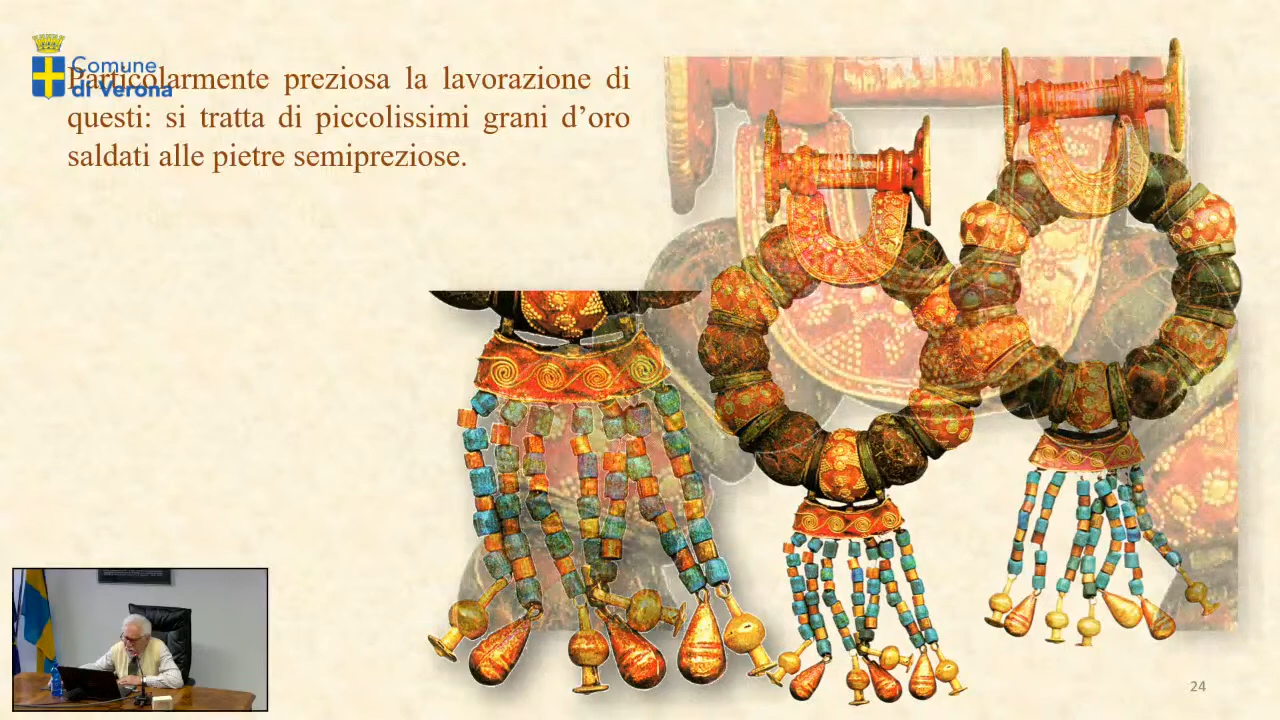 Comune
di Verona
Particolarmente preziosa la lavorazione di
questi: si tratta di piccolissimi grani d’oro
saldati alle pietre semipreziose.
24